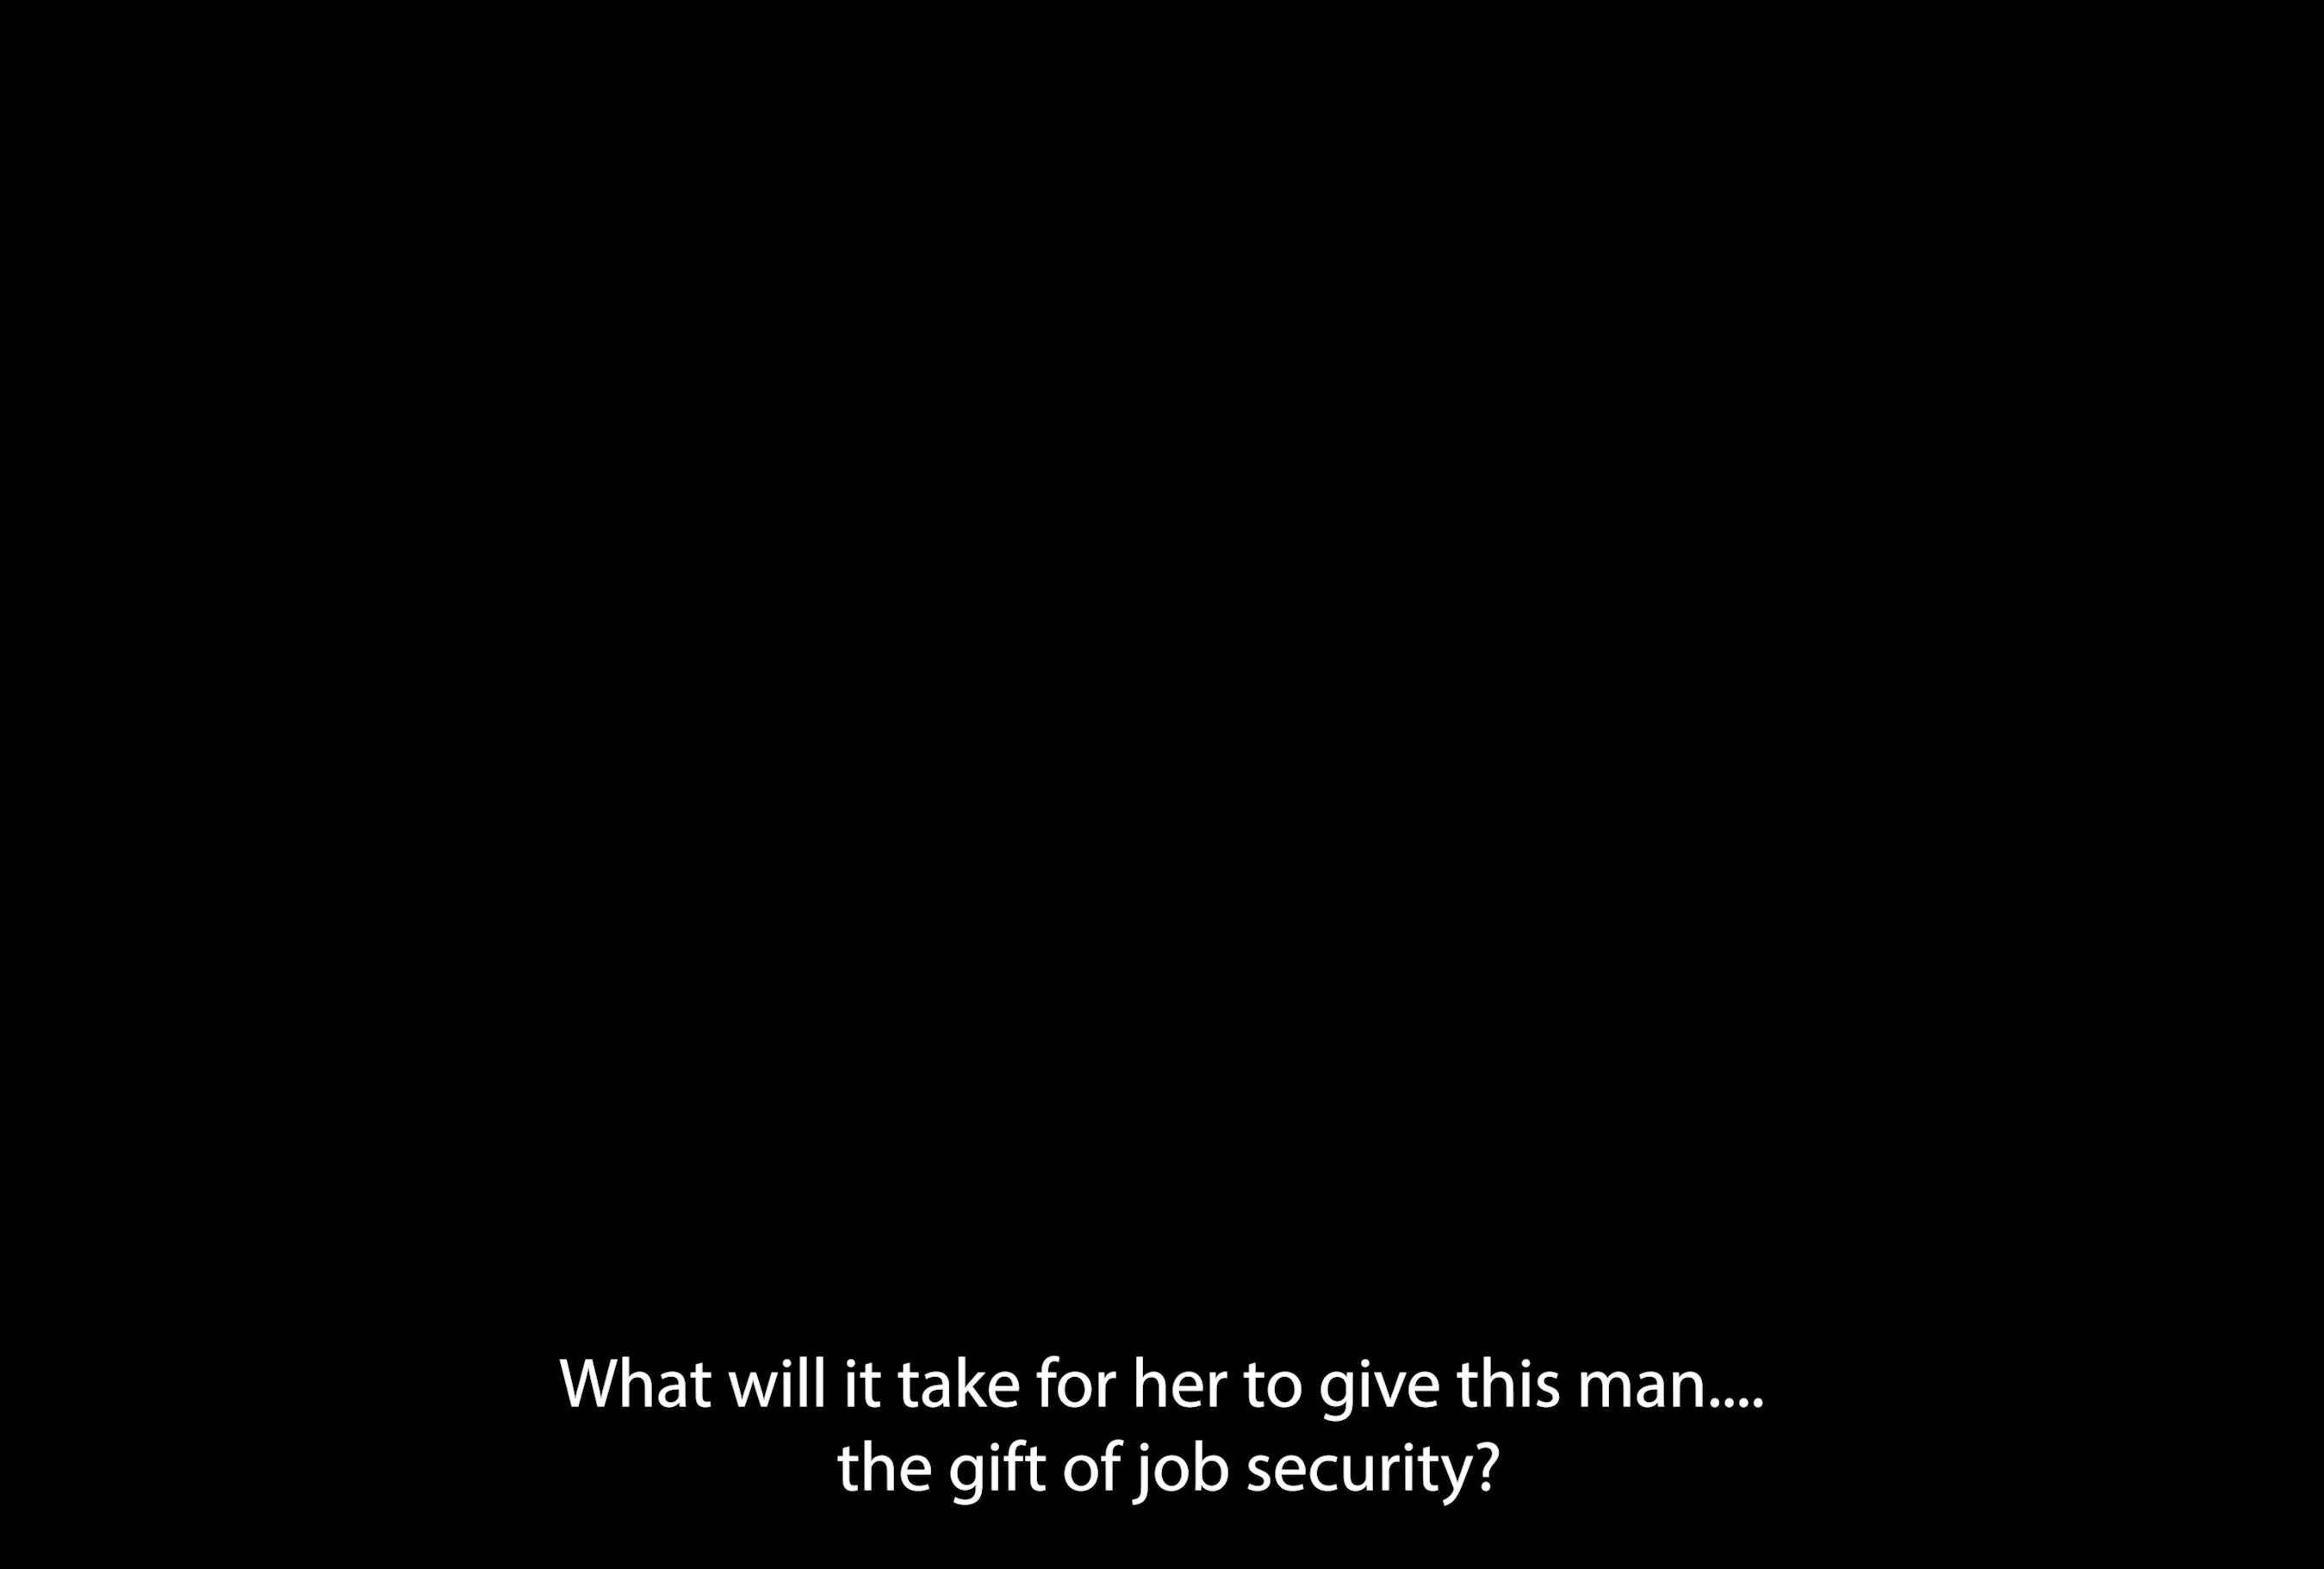 What will it take for her to give this man....
the gift of job security?